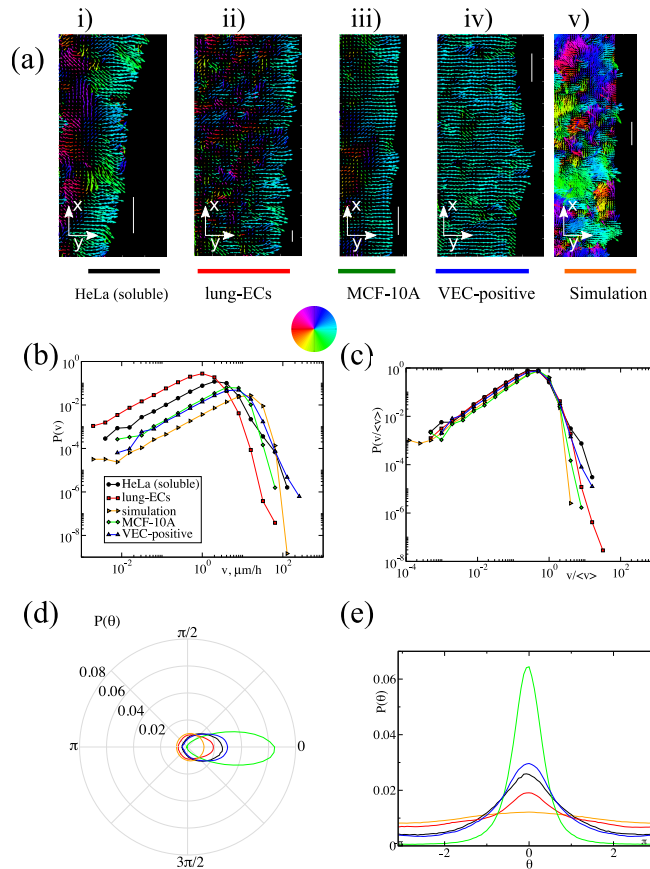 i) ii) iii) iv) v)
(a)
x x x x x
y y y y y
HeLa (soluble) lung-ECs MCF-10A VEC-positive Simulation
(b) (c)
P(v)
10^0
10^-2
10^-4
10^-6
10^-8
HeLa (soluble)
lung-ECs
simulation
MCF-10A
VEC-positive
10^-2 10^0 10^2
v, μm/h
P(v/<v>)
10^0
10^-2
10^-4
10^-6
10^-8
10^-4 10^-2 10^0 10^2
v/<v>
(d) (e)
P(θ)
π/2
0.08
0.06
0.04
0.02
π
0
3π/2
P(θ)
0.06
0.04
0.02
0
-π -2 0 2 π
θ